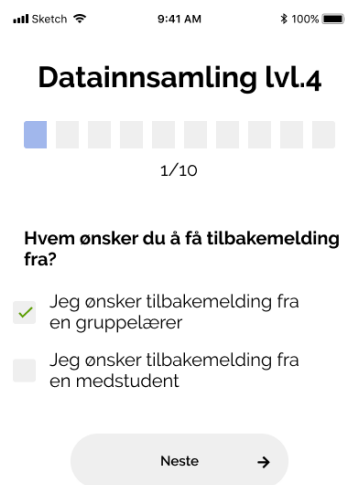 Sketch 9:41 AM 100%
Datainnsamling lvl.4
1/10
Hvem ønsker du å få tilbakemelding
fra?
Jeg ønsker tilbakemelding fra
en gruppelærer
Jeg ønsker tilbakemelding fra
en medstudent
Neste